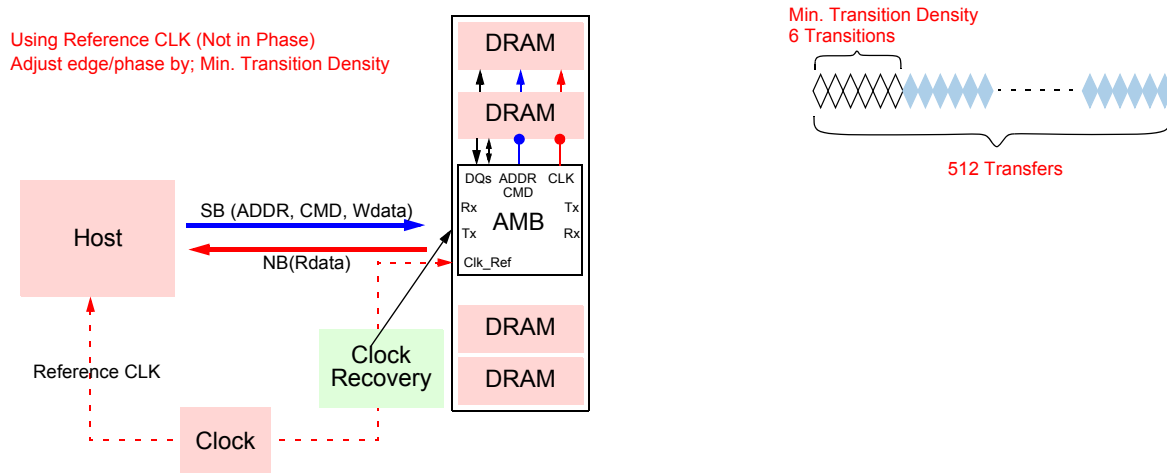 Using Reference CLK (Not in Phase)
Adjust edge/phase by; Min. Transition Density
DRAM
DRAM
DQs ADDR CLK
CMD
Rx Tx
AMB
Tx Rx
Clk_Ref
Host
SB (ADDR, CMD, Wdata)
NB(Rdata)
DRAM
DRAM
Clock
Recovery
Reference CLK
Clock
Min. Transition Density
6 Transitions
512 Transfers